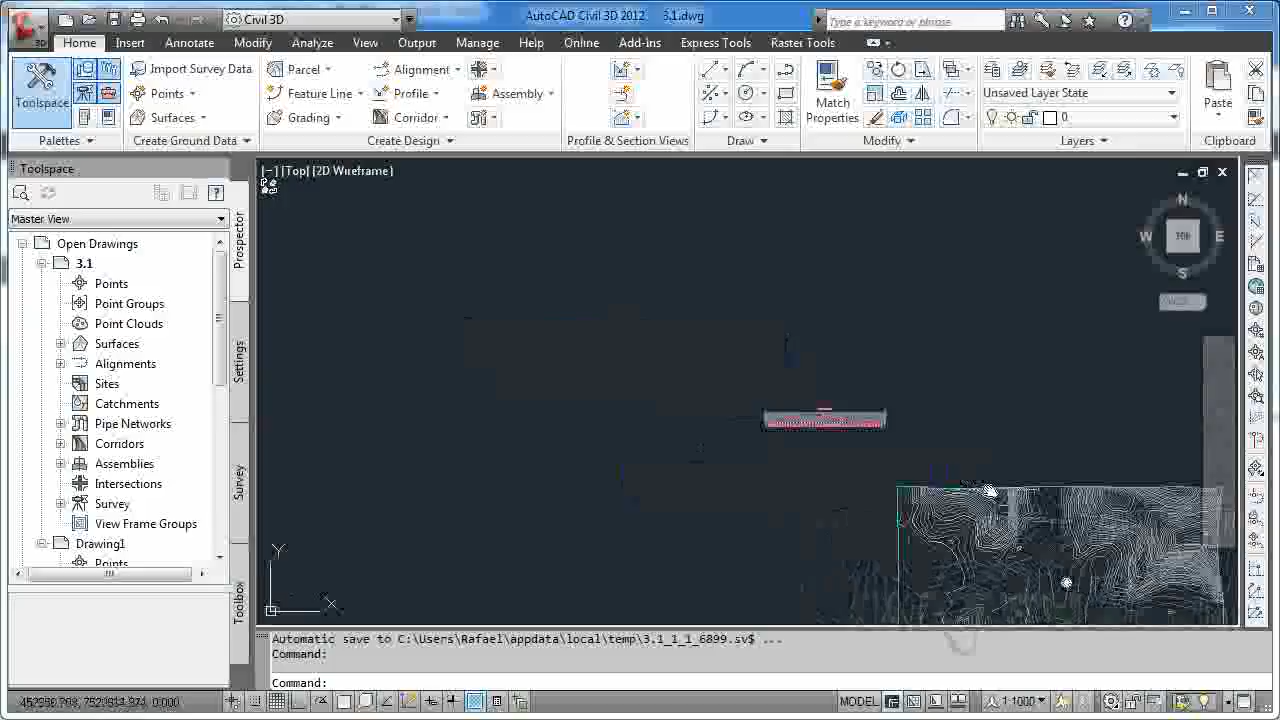 Civil 3D
AutoCAD Civil 3D 2012
3.1.dwg
Type a keyword or phrase
3D
Home Insert Annotate Modify Analyze View Output Manage Help Online Add-Ins Express Tools Raster Tools
Toolspace
Import Survey Data
Points
Surfaces
Parcel
Feature Line
Grading
Alignment
Profile
Corridor
Assembly
Match
Properties
Unsaved Layer State
0
Paste
Palettes
Create Ground Data
Create Design
Profile & Section Views
Draw
Modify
Layers
Clipboard
Toolspace
Master View
Open Drawings
3.1
Points
Point Groups
Point Clouds
Surfaces
Alignments
Sites
Catchments
Pipe Networks
Corridors
Assemblies
Intersections
Survey
View Frame Groups
Drawing1
Points
Prospector
Settings
Survey
Toolbox
[-][Top][2D Wireframe]
N
W
E
S
Y
X
Automatic save to C:\Users\Rafael\appdata\local\temp\3.1_1_1_6899.sv$ ...
Command:
Command:
MODEL
1:1000